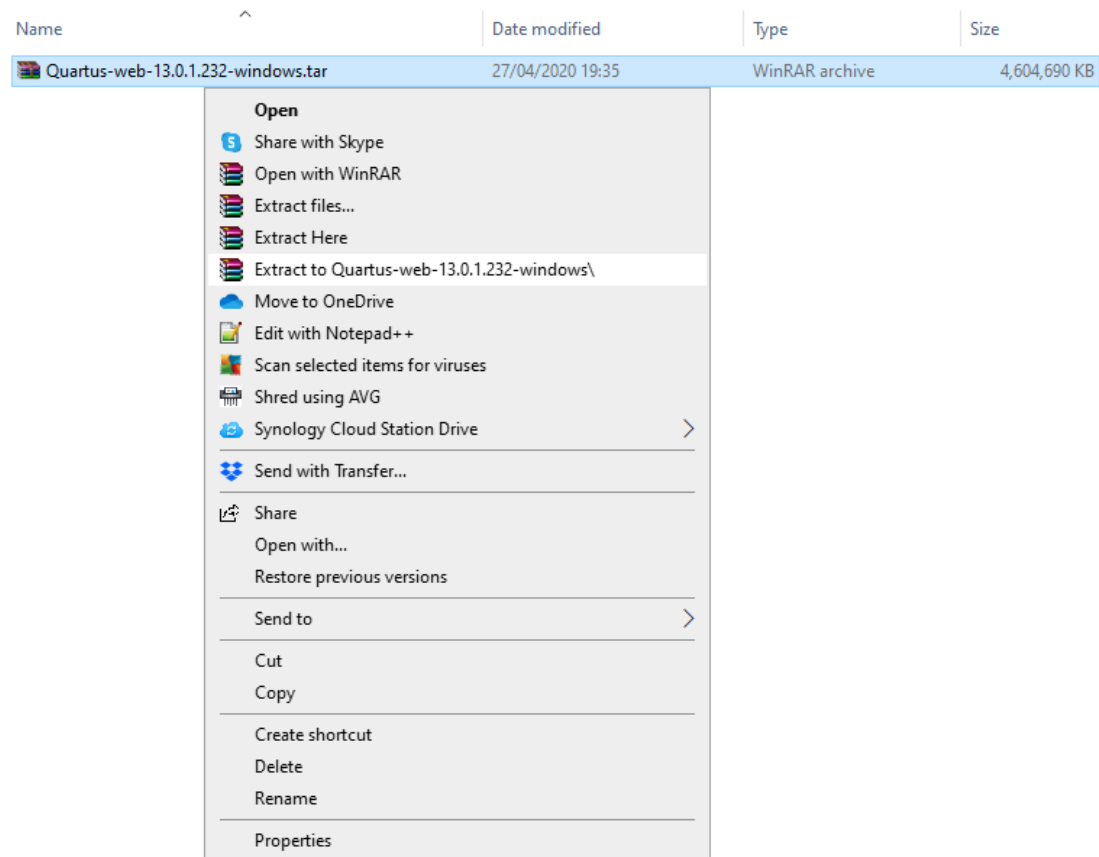 Name Date modified Type Size
Quartus-web-13.0.1.232-windows.tar 27/04/2020 19:35 WinRAR archive 4,604,690 KB
Open
Share with Skype
Open with WinRAR
Extract files...
Extract Here
Extract to Quartus-web-13.0.1.232-windows\
Move to OneDrive
Edit with Notepad++
Scan selected items for viruses
Shred using AVG
Synology Cloud Station Drive
Send with Transfer...
Share
Open with...
Restore previous versions
Send to
Cut
Copy
Create shortcut
Delete
Rename
Properties